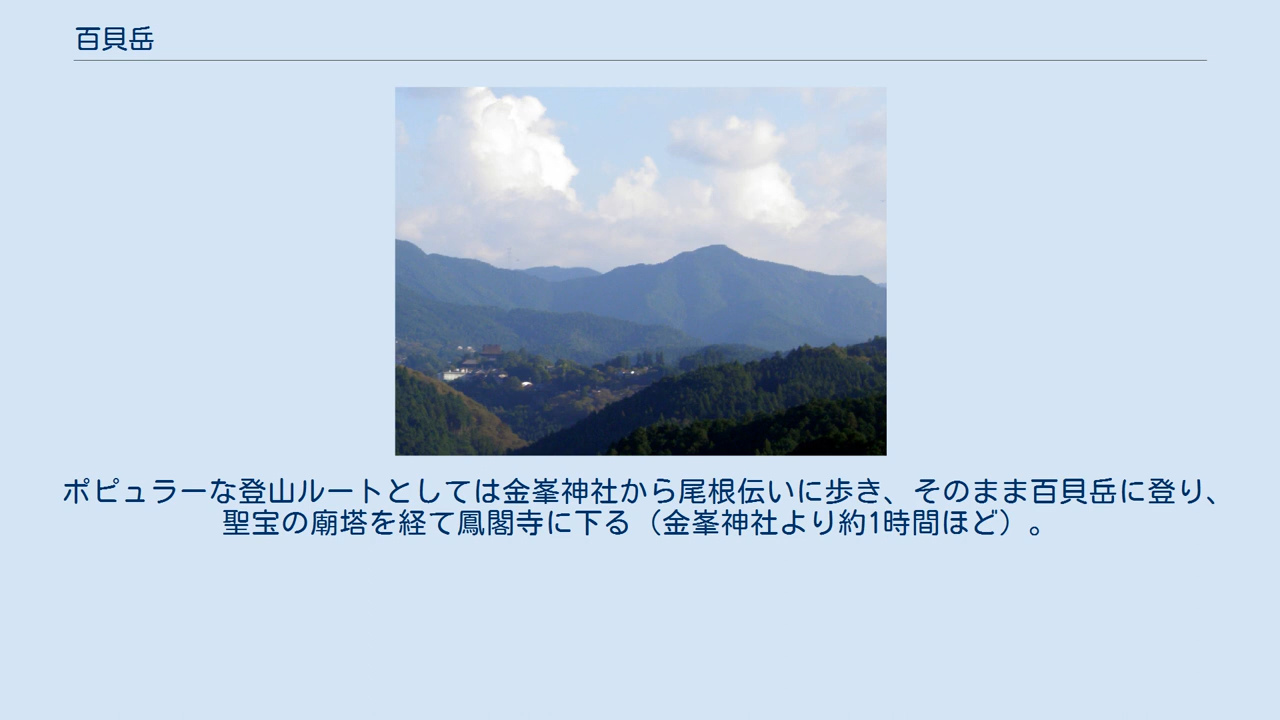 百貝岳
ポピュラーな登山ルートとしては金峯神社から尾根伝いに歩き、そのまま百貝岳に登り、
聖宝の廟塔を経て鳳閣寺に下る（金峯神社より約1時間ほど）。